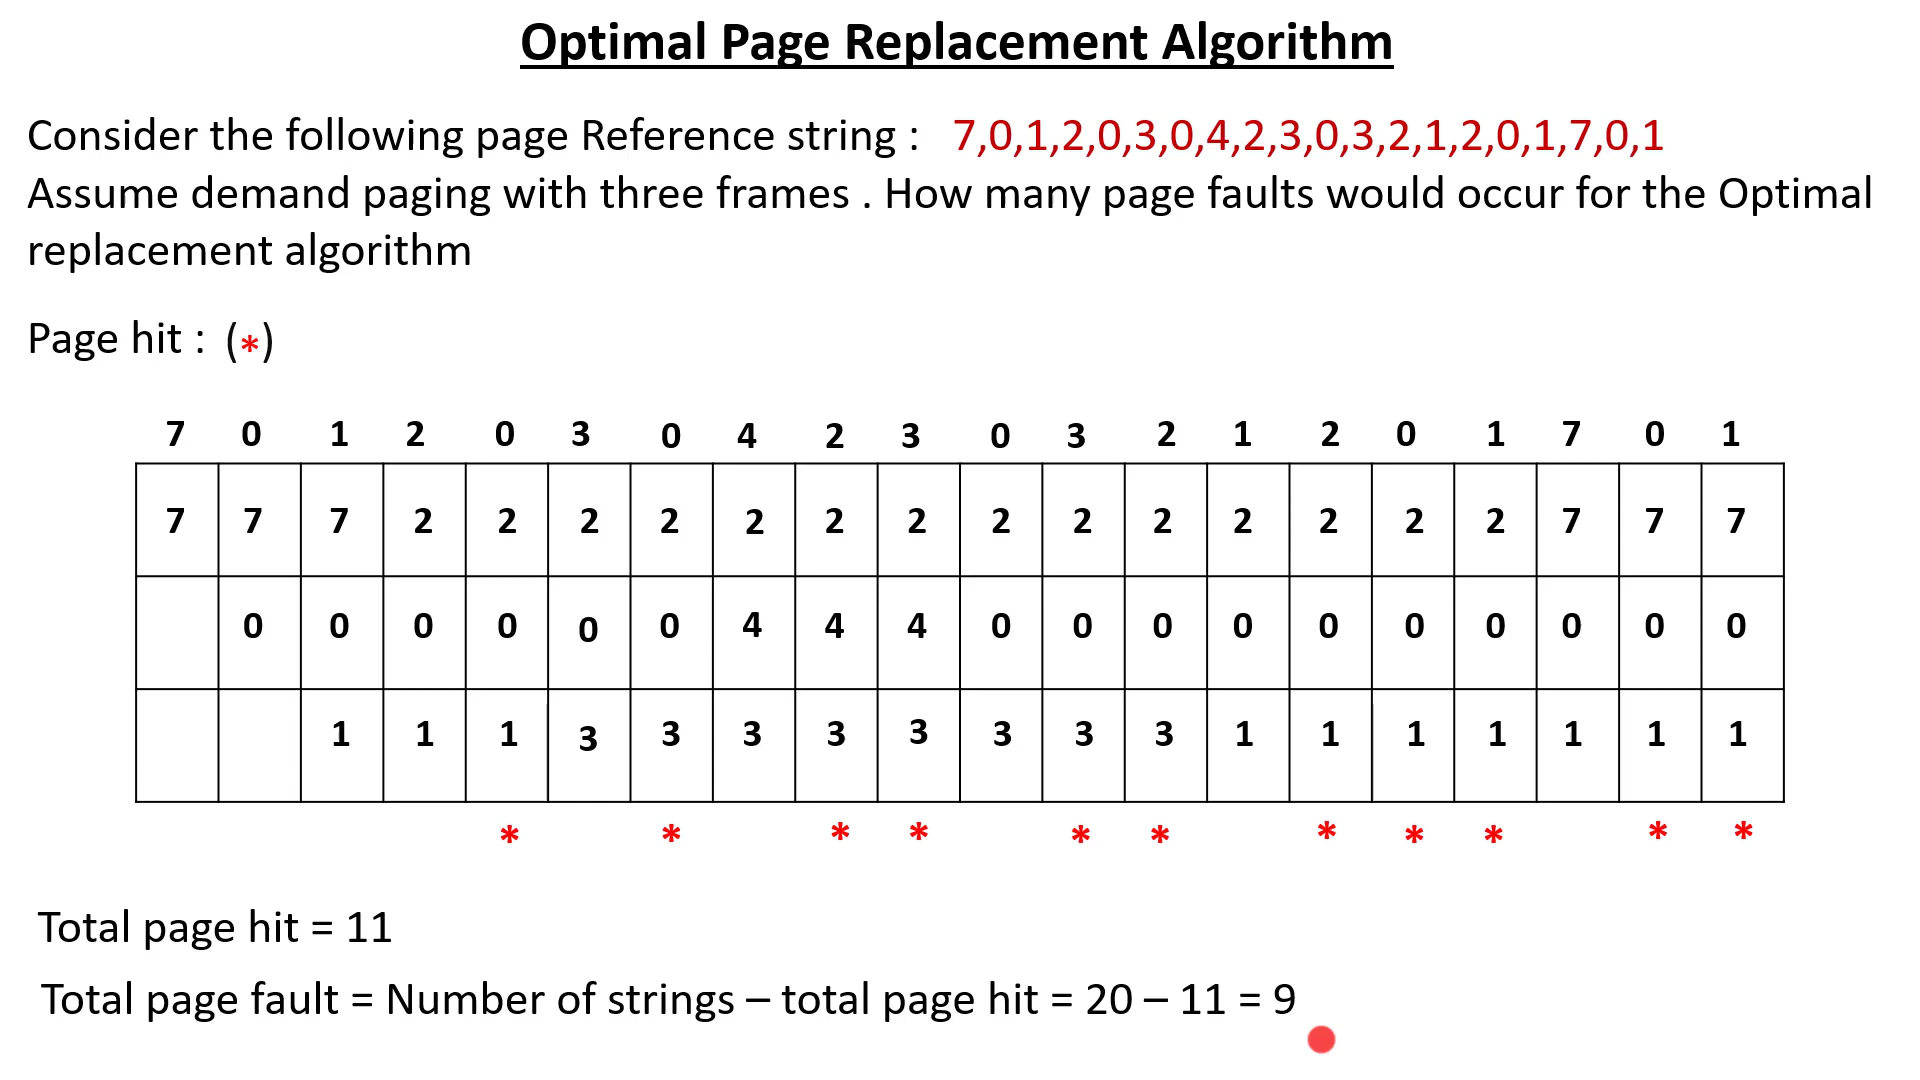 Optimal Page Replacement Algorithm
Consider the following page Reference string : 7,0,1,2,0,3,0,4,2,3,0,3,2,1,2,0,1,7,0,1
Assume demand paging with three frames . How many page faults would occur for the Optimal
replacement algorithm
Page hit : (*)
7 0 1 2 0 3 0 4 2 3 0 3 2 1 2 0 1 7 0 1
7 7 7 2 2 2 2 2 2 2 2 2 2 2 2 2 2 7 7 7
0 0 0 0 0 0 4 4 4 0 0 0 0 0 0 0 0 0 0
1 1 1 3 3 3 3 3 3 3 3 1 1 1 1 1 1 1
* * * * * * * * * * *
Total page hit = 11
Total page fault = Number of strings – total page hit = 20 – 11 = 9